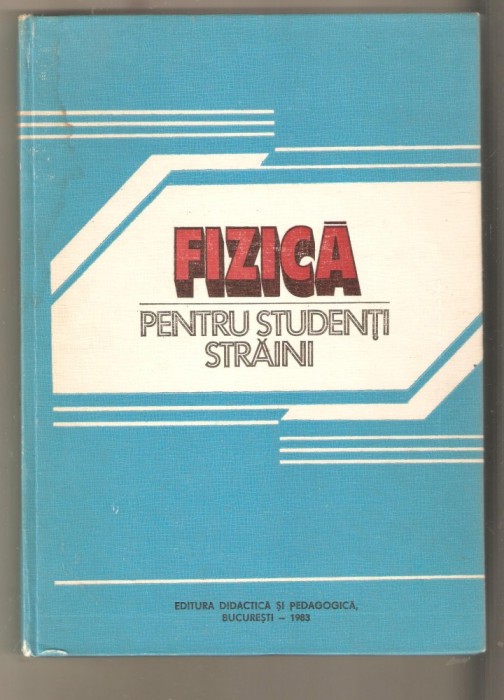 FIZICĂ
PENTRU STUDENȚI
STRĂINI
EDITURA DIDACTICĂ ȘI PEDAGOGICĂ,
BUCUREȘTI – 1983